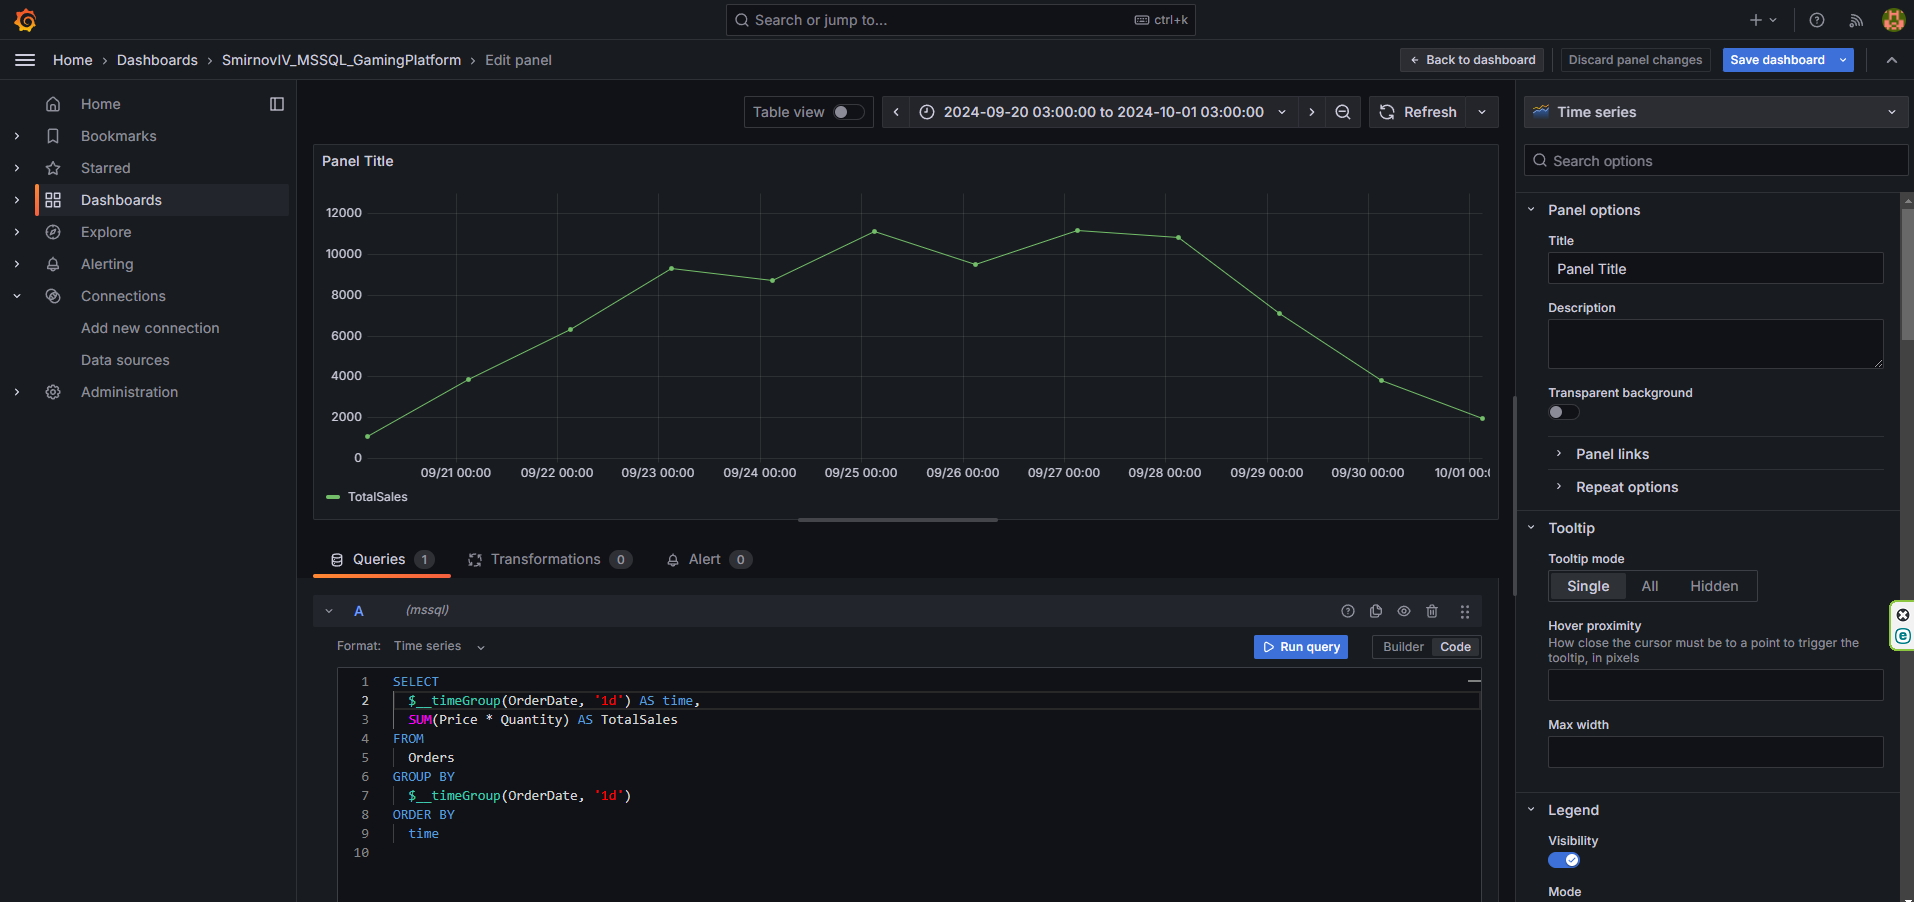 Search or jump to...
ctrl+k
Home
Dashboards
SmirnovIV_MSSQL_GamingPlatform
Edit panel
Back to dashboard
Discard panel changes
Save dashboard
Home
Bookmarks
Starred
Dashboards
Explore
Alerting
Connections
Add new connection
Data sources
Administration
Table view
2024-09-20 03:00:00 to 2024-10-01 03:00:00
Refresh
Panel Title
12000
10000
8000
6000
4000
2000
0
09/21 00:00
09/22 00:00
09/23 00:00
09/24 00:00
09/25 00:00
09/26 00:00
09/27 00:00
09/28 00:00
09/29 00:00
09/30 00:00
10/01 00:
TotalSales
Queries 1
Transformations 0
Alert 0
A (mssql)
Format: Time series
Run query
Builder
Code
1 SELECT
2 $__timeGroup(OrderDate, '1d') AS time,
3 SUM(Price * Quantity) AS TotalSales
4 FROM
5 Orders
6 GROUP BY
7 $__timeGroup(OrderDate, '1d')
8 ORDER BY
9 time
10
Time series
Search options
Panel options
Title
Panel Title
Description
Transparent background
Panel links
Repeat options
Tooltip
Tooltip mode
Single
All
Hidden
Hover proximity
How close the cursor must be to a point to trigger the
tooltip, in pixels
Max width
Legend
Visibility
Mode